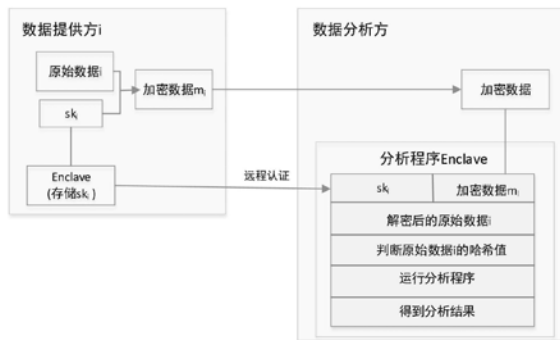 数据提供方i
数据分析方
原始数据i
加密数据mᵢ
加密数据
skᵢ
分析程序Enclave
Enclave
(存储skᵢ)
远程认证
skᵢ
加密数据mᵢ
解密后的原始数据i
判断原始数据i的哈希值
运行分析程序
得到分析结果